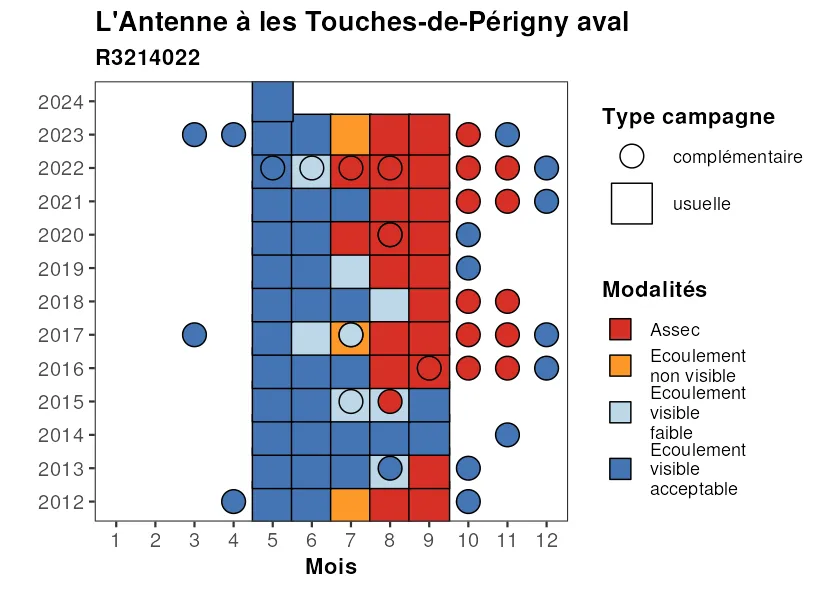 L'Antenne à les Touches-de-Périgny aval
R3214022
2024
2023
2022
2021
2020
2019
2018
2017
2016
2015
2014
2013
2012
1 2 3 4 5 6 7 8 9 10 11 12
Mois
Type campagne
complémentaire
usuelle
Modalités
Assec
Ecoulement
non visible
Ecoulement
visible
faible
Ecoulement
visible
acceptable